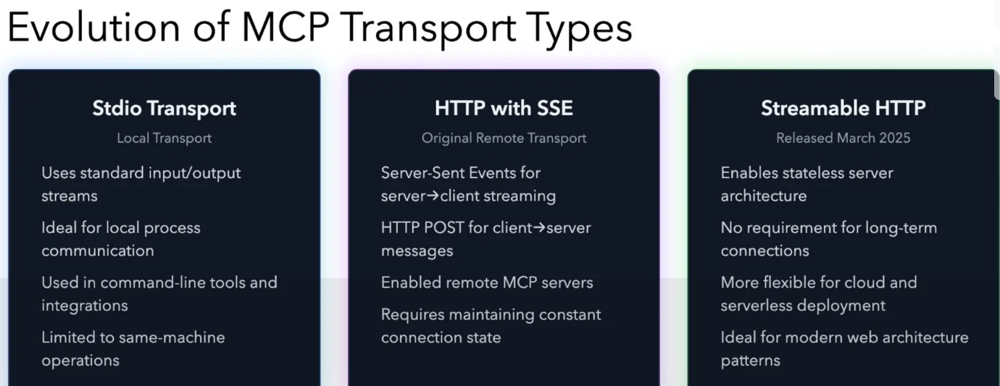 Evolution of MCP Transport Types
Stdio Transport
Local Transport
Uses standard input/output
streams
Ideal for local process
communication
Used in command-line tools and
integrations
Limited to same-machine
operations
HTTP with SSE
Original Remote Transport
Server-Sent Events for
server→client streaming
HTTP POST for client→server
messages
Enabled remote MCP servers
Requires maintaining constant
connection state
Streamable HTTP
Released March 2025
Enables stateless server
architecture
No requirement for long-term
connections
More flexible for cloud and
serverless deployment
Ideal for modern web architecture
patterns